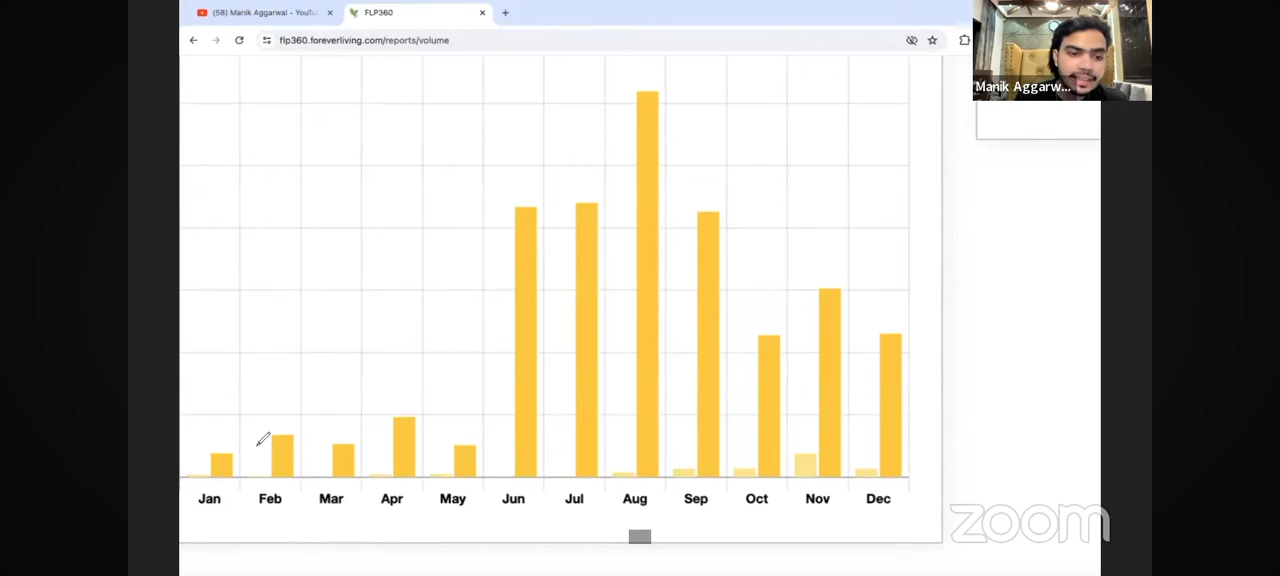 (58) Manik Aggarwal - YouTu
FLP360
flp360.foreverliving.com/reports/volume
Manik Aggarw...
Jan Feb Mar Apr May Jun Jul Aug Sep Oct Nov Dec
zoom